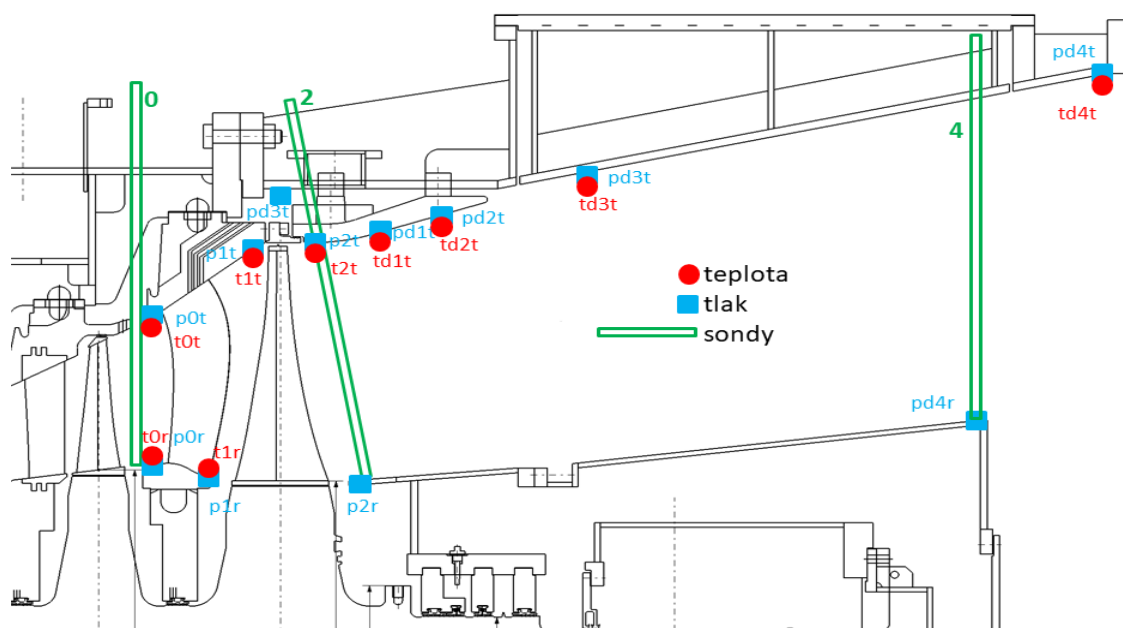 0
2
4
pd4t
td4t
pd3t
td3t
pd3t
pd2t
td2t
pd1t
td1t
p2t
t2t
p1t
t1t
p0t
t0t
teplota
tlak
sondy
pd4r
t0r
p0r
t1r
p1r
p2r